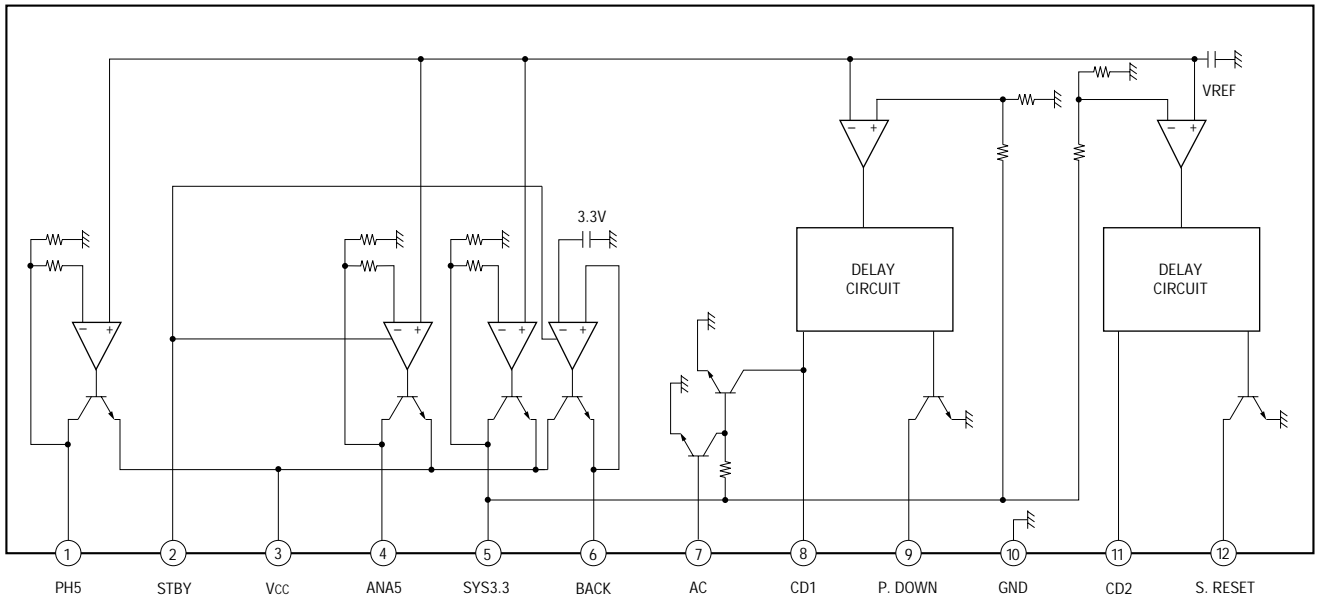 VREF
− +
− +
3.3V
DELAY
CIRCUIT
DELAY
CIRCUIT
− +
− +
− +
− +
1 2 3 4 5 6 7 8 9 10 11 12
PH5 STBY Vcc ANA5 SYS3.3 BACK AC CD1 P. DOWN GND CD2 S. RESET